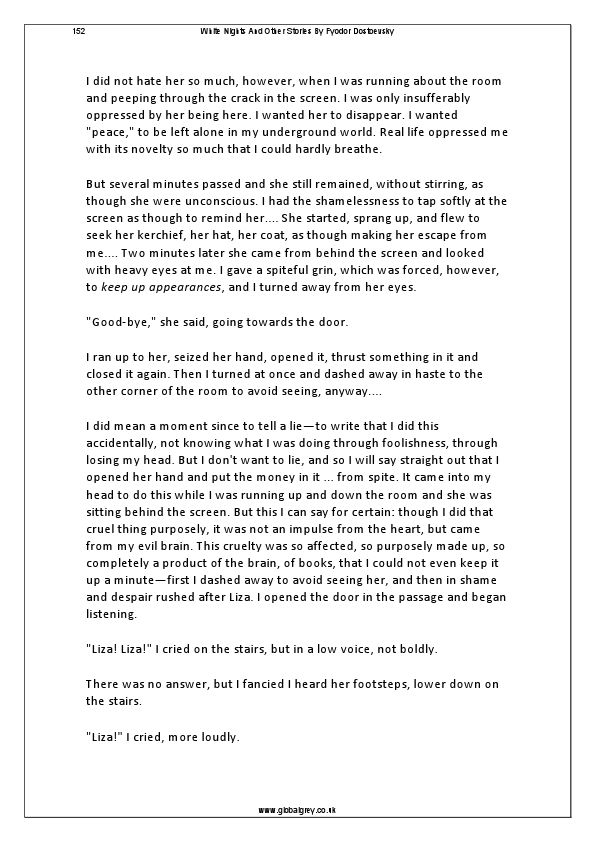 152 White Nights And Other Stories By Fyodor Dostoevsky
I did not hate her so much, however, when I was running about the room
and peeping through the crack in the screen. I was only insufferably
oppressed by her being here. I wanted her to disappear. I wanted
"peace," to be left alone in my underground world. Real life oppressed me
with its novelty so much that I could hardly breathe.
But several minutes passed and she still remained, without stirring, as
though she were unconscious. I had the shamelessness to tap softly at the
screen as though to remind her.... She started, sprang up, and flew to
seek her kerchief, her hat, her coat, as though making her escape from
me.... Two minutes later she came from behind the screen and looked
with heavy eyes at me. I gave a spiteful grin, which was forced, however,
to keep up appearances, and I turned away from her eyes.
"Good-bye," she said, going towards the door.
I ran up to her, seized her hand, opened it, thrust something in it and
closed it again. Then I turned at once and dashed away in haste to the
other corner of the room to avoid seeing, anyway....
I did mean a moment since to tell a lie—to write that I did this
accidentally, not knowing what I was doing through foolishness, through
losing my head. But I don't want to lie, and so I will say straight out that I
opened her hand and put the money in it ... from spite. It came into my
head to do this while I was running up and down the room and she was
sitting behind the screen. But this I can say for certain: though I did that
cruel thing purposely, it was not an impulse from the heart, but came
from my evil brain. This cruelty was so affected, so purposely made up, so
completely a product of the brain, of books, that I could not even keep it
up a minute—first I dashed away to avoid seeing her, and then in shame
and despair rushed after Liza. I opened the door in the passage and began
listening.
"Liza! Liza!" I cried on the stairs, but in a low voice, not boldly.
There was no answer, but I fancied I heard her footsteps, lower down on
the stairs.
"Liza!" I cried, more loudly.
www.globalgrey.co.uk